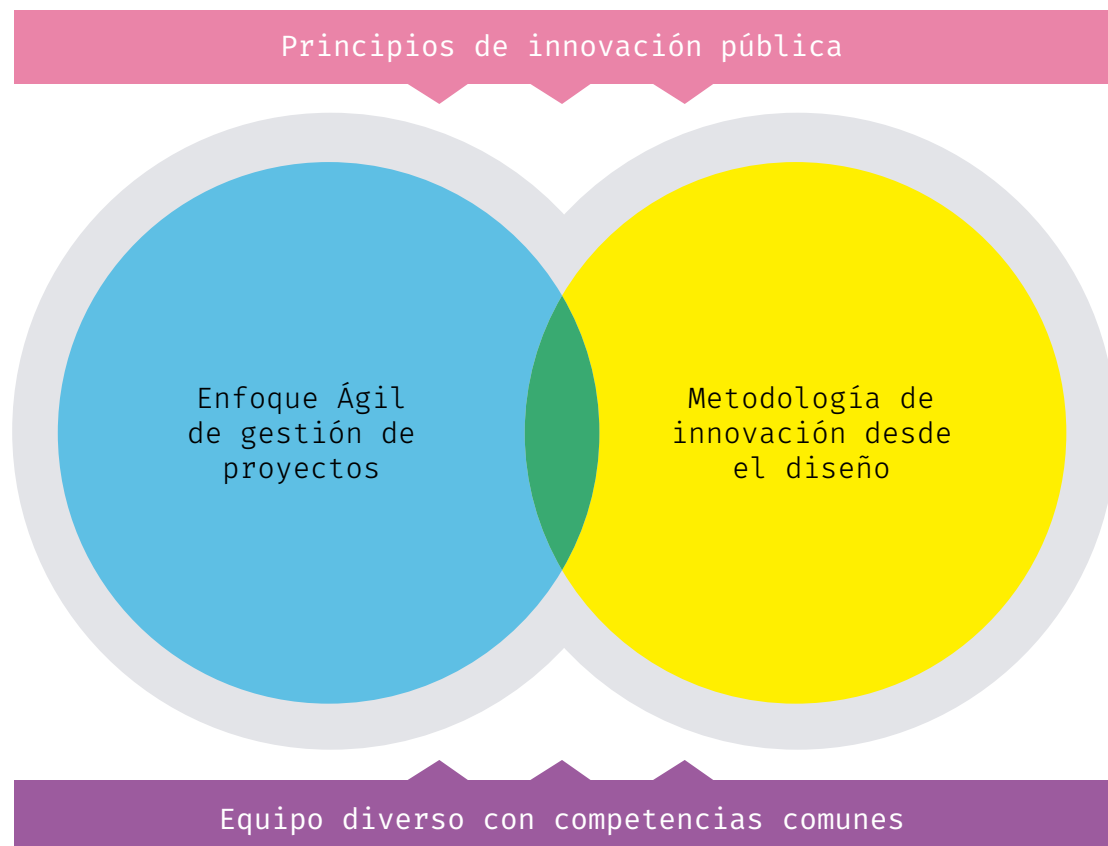 Principios de innovación pública
Enfoque Ágil
de gestión de
proyectos
Metodología de
innovación desde
el diseño
Equipo diverso con competencias comunes